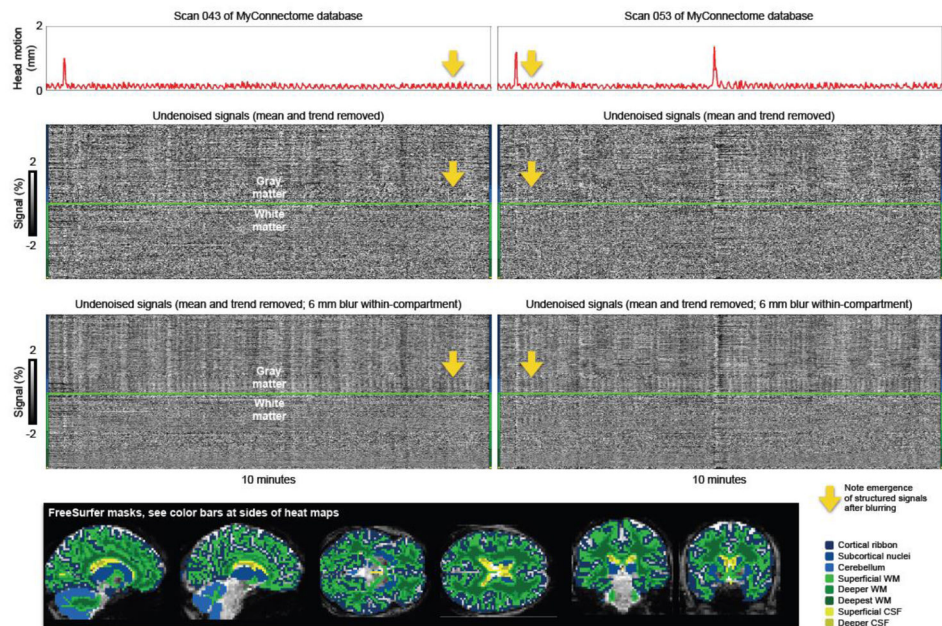 Scan 043 of MyConnectome database
Scan 053 of MyConnectome database
Head motion
(mm)
2
0
Undenoised signals (mean and trend removed)
Undenoised signals (mean and trend removed)
Signal (%)
2
-2
Gray
matter
White
matter
Undenoised signals (mean and trend removed; 6 mm blur within-compartment)
Undenoised signals (mean and trend removed; 6 mm blur within-compartment)
Signal (%)
2
-2
Gray
matter
White
matter
10 minutes
10 minutes
FreeSurfer masks, see color bars at sides of heat maps
Note emergence
of structured signals
after blurring
Cortical ribbon
Subcortical nuclei
Cerebellum
Superficial WM
Deeper WM
Deepest WM
Superficial CSF
Deeper CSF